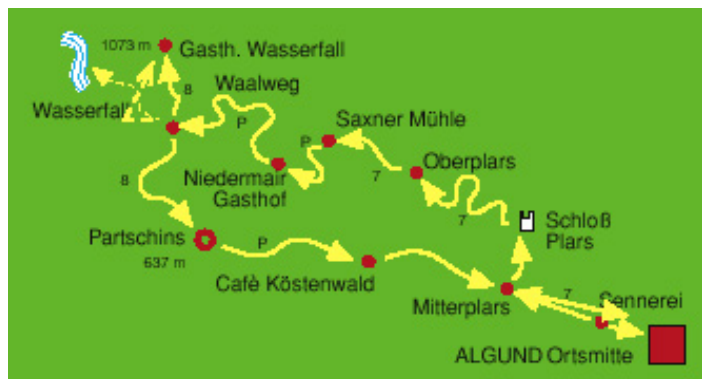 1073 m
Gasth. Wasserfall
8
Waalweg
Wasserfall
P
Saxner Mühle
P
Oberplars
Niedermair
Gasthof
7
8
7
Schloß
Plars
Partschins
P
637 m
Cafè Köstenwald
Mitterplars
7
Sennerei
ALGUND Ortsmitte